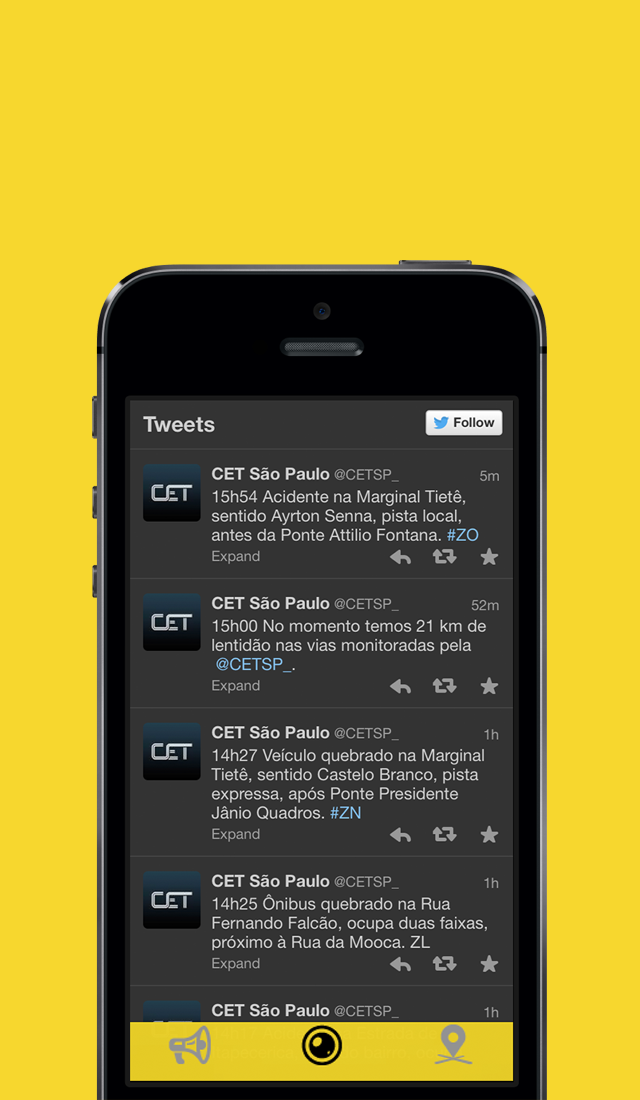 Tweets
Follow
CET
CET São Paulo @CETSP_ 5m
15h54 Acidente na Marginal Tietê,
sentido Ayrton Senna, pista local,
antes da Ponte Attilio Fontana. #ZO
Expand
CET
CET São Paulo @CETSP_ 52m
15h00 No momento temos 21 km de
lentidão nas vias monitoradas pela
@CETSP_.
Expand
CET
CET São Paulo @CETSP_ 1h
14h27 Veículo quebrado na Marginal
Tietê, sentido Castelo Branco, pista
expressa, após Ponte Presidente
Jânio Quadros. #ZN
Expand
CET
CET São Paulo @CETSP_ 1h
14h25 Ônibus quebrado na Rua
Fernando Falcão, ocupa duas faixas,
próximo à Rua da Mooca. ZL
Expand
CET São Paulo @CETSP_ 1h